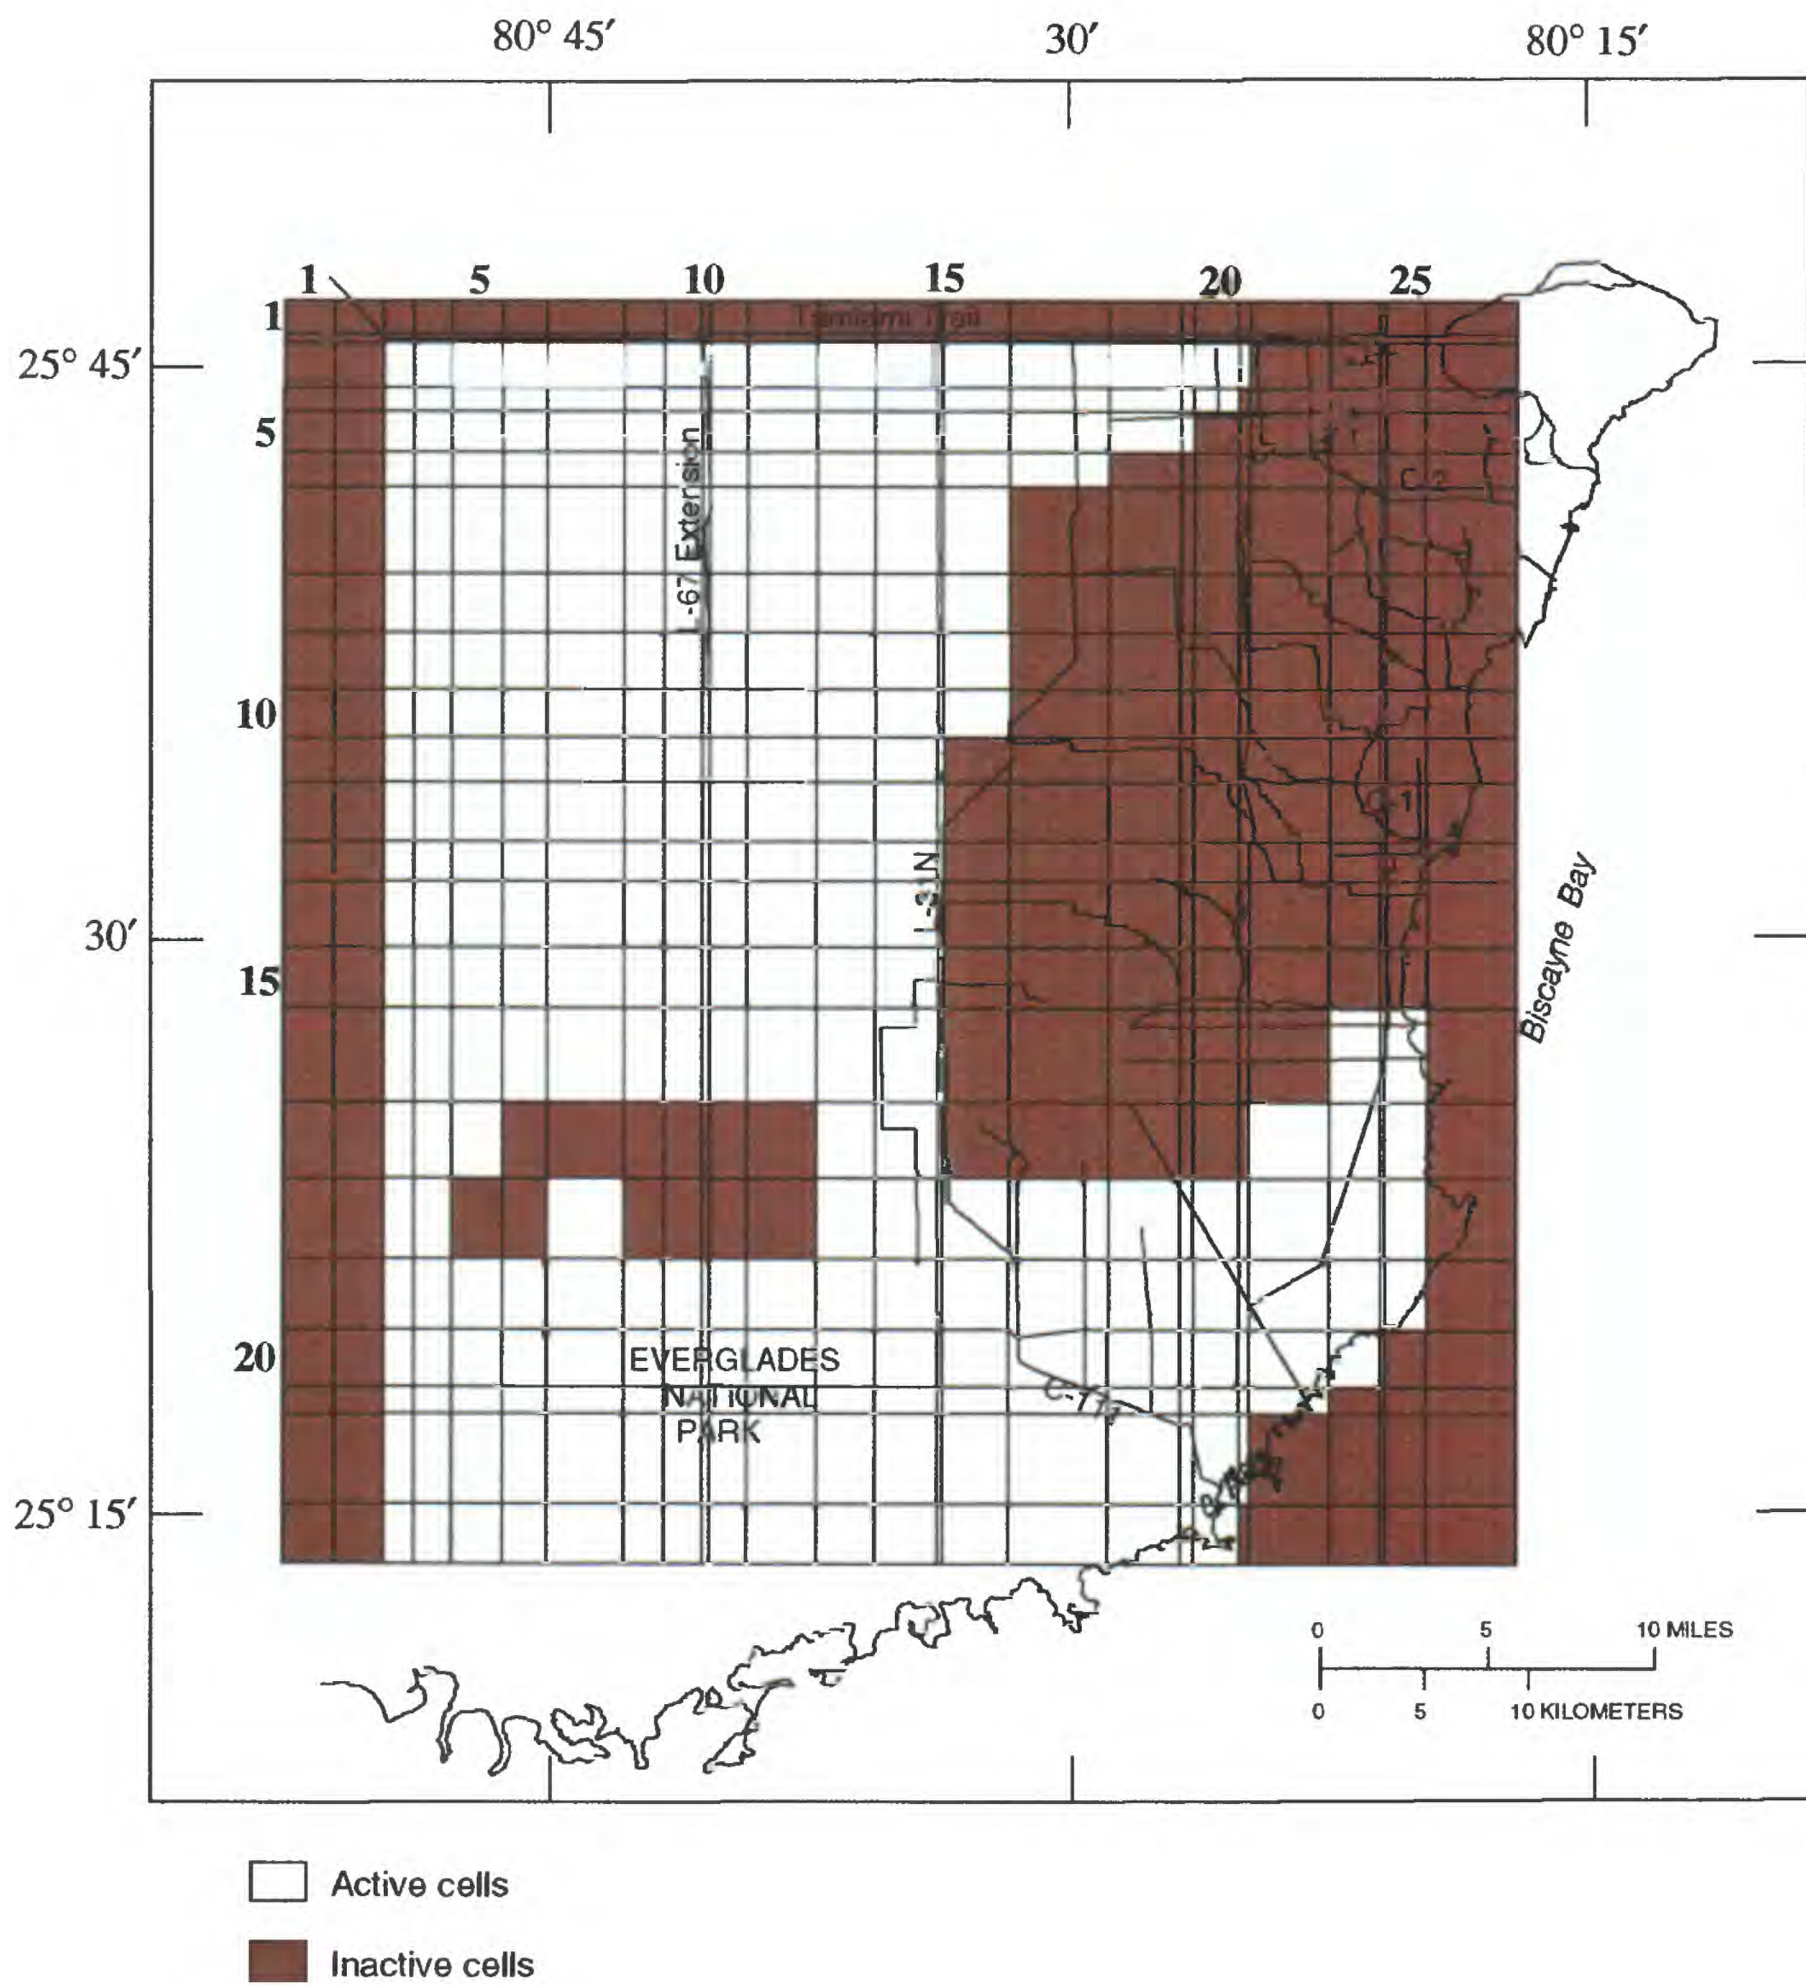 80° 45′ 30′ 80° 15′
1 5 10 15 20 25
1
Tamiami Trail
25° 45′
5
L-67 Extension
C-2
10
C-1
L-31N
Biscayne Bay
30′
15
20
EVERGLADES
NATIONAL
PARK
C-111
25° 15′
0 5 10 MILES
0 5 10 KILOMETERS
Active cells
Inactive cells